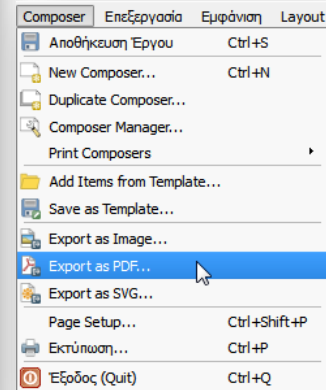 Composer Επεξεργασία Εμφάνιση Layout
Αποθήκευση Έργου Ctrl+S
New Composer... Ctrl+N
Duplicate Composer...
Composer Manager...
Print Composers
Add Items from Template...
Save as Template...
Export as Image...
Export as PDF...
Export as SVG...
Page Setup... Ctrl+Shift+P
Εκτύπωση... Ctrl+P
Έξοδος (Quit) Ctrl+Q